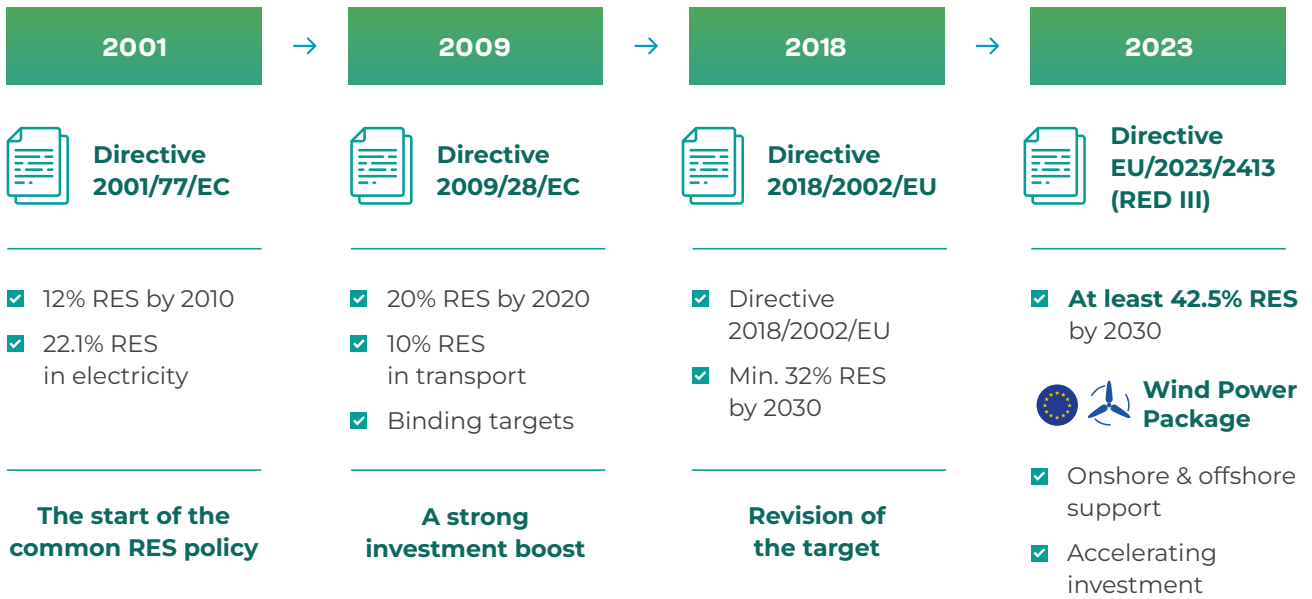 2001
Directive
2001/77/EC
12% RES by 2010
22.1% RES
in electricity
The start of the
common RES policy
2009
Directive
2009/28/EC
20% RES by 2020
10% RES
in transport
Binding targets
A strong
investment boost
2018
Directive
2018/2002/EU
Directive
2018/2002/EU
Min. 32% RES
by 2030
Revision of
the target
2023
Directive
EU/2023/2413
(RED III)
At least 42.5% RES
by 2030
Wind Power
Package
Onshore & offshore
support
Accelerating
investment